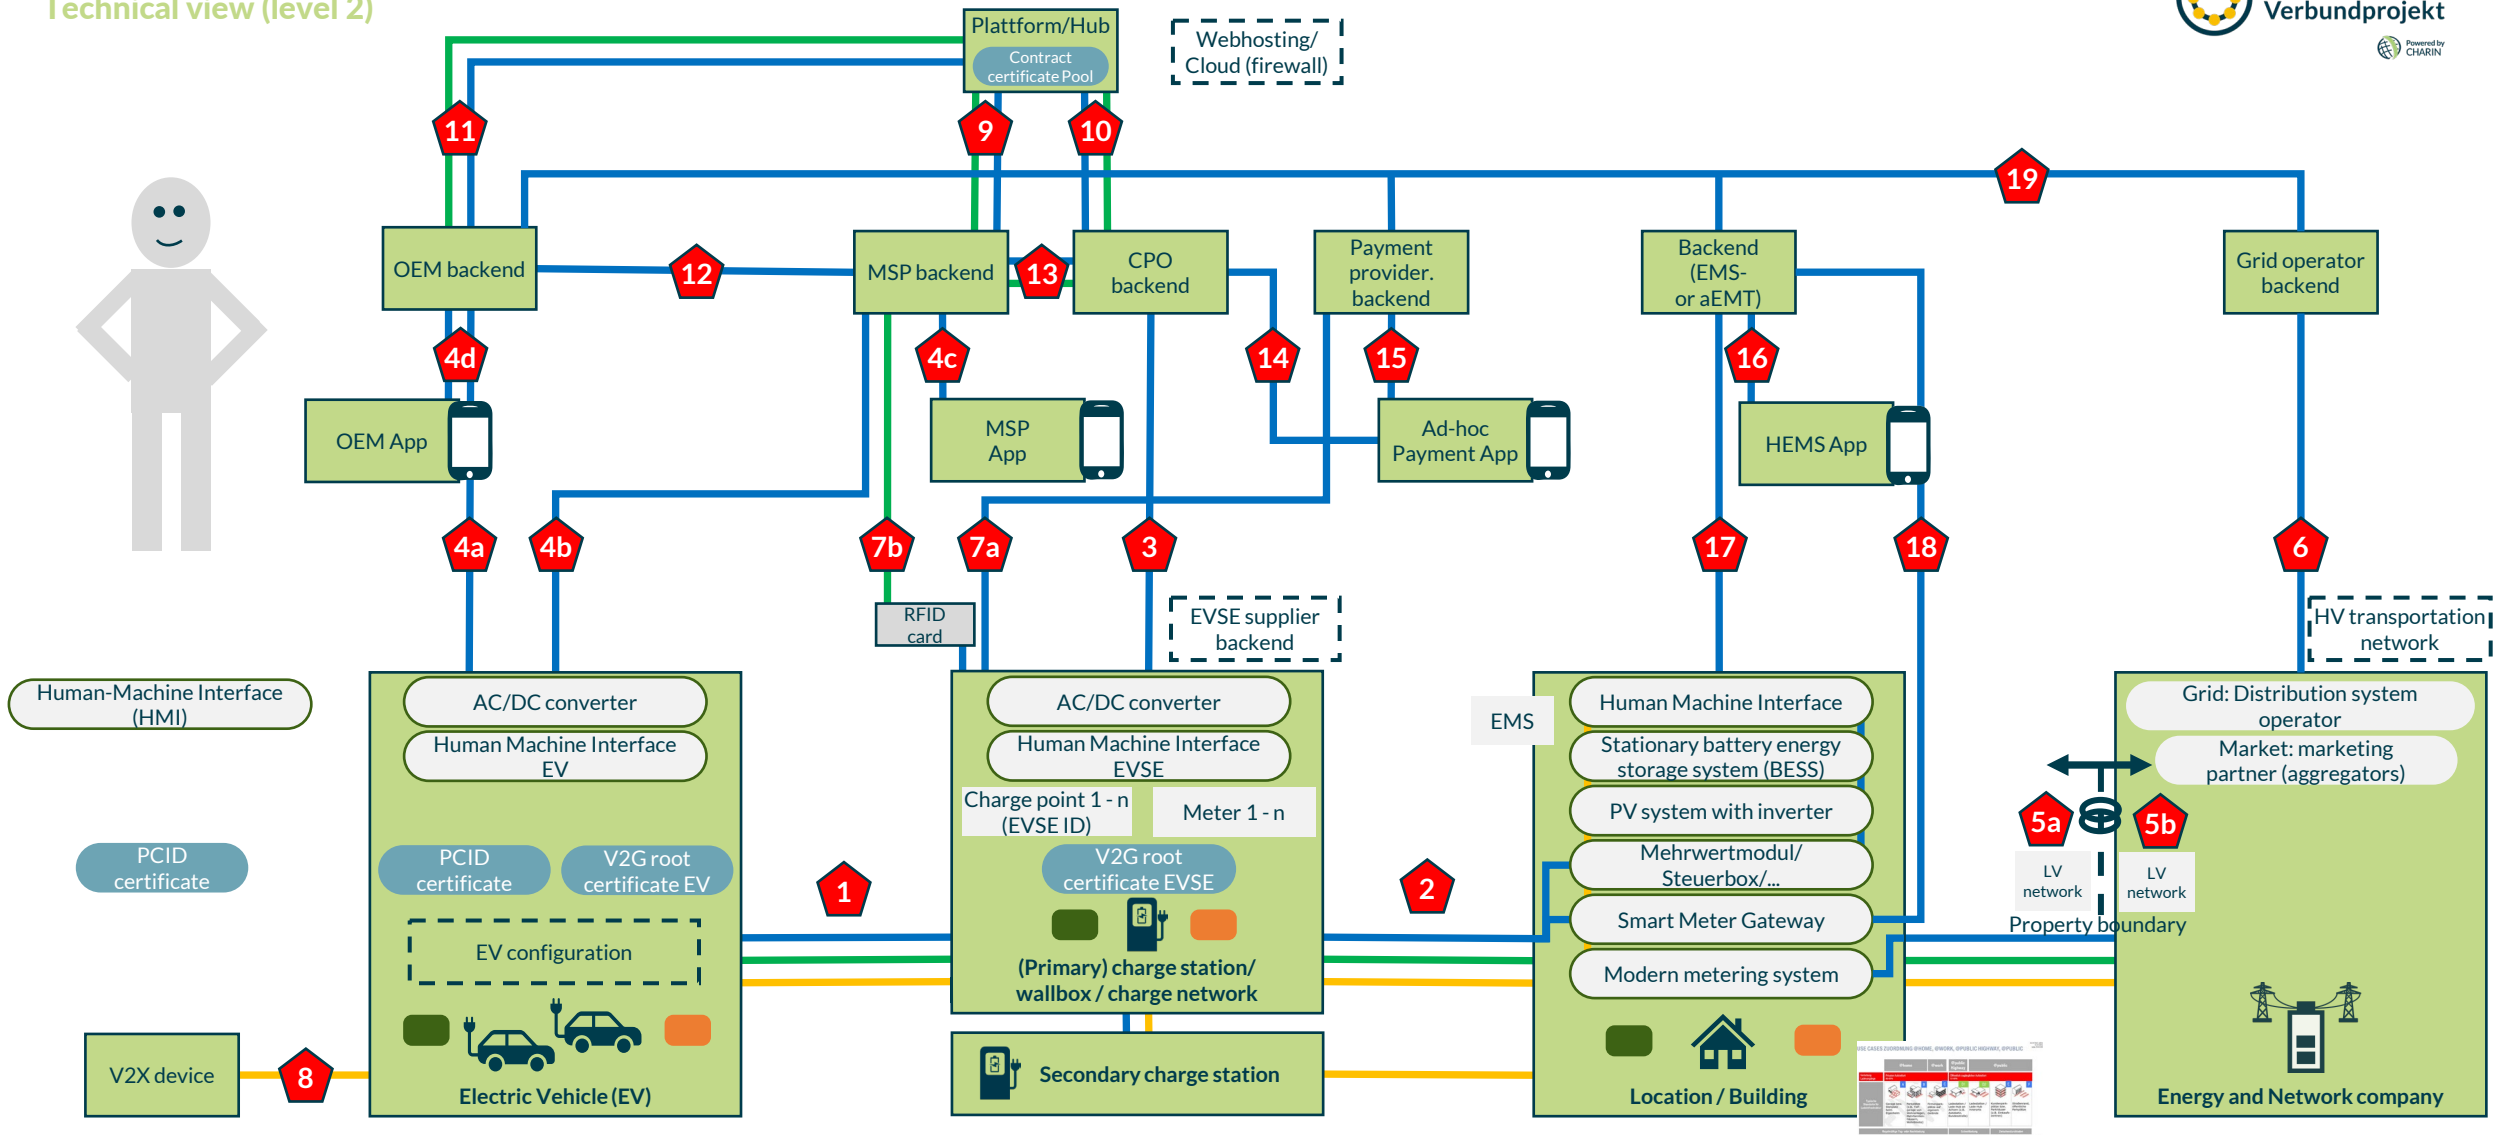 Technical view (level 2)
Verbundprojekt
Powered by
CHARIN
Plattform/Hub
Contract
certificate Pool
Webhosting/
Cloud (firewall)
11
9
10
19
OEM backend
12
MSP backend
13
CPO
backend
Payment
provider.
backend
Backend
(EMS-
or aEMT)
Grid operator
backend
4d
4c
14
15
16
OEM App
MSP
App
Ad-hoc
Payment App
HEMS App
4a
4b
7b
7a
3
17
18
6
RFID
card
EVSE supplier
backend
HV transportation
network
Human-Machine Interface
(HMI)
PCID
certificate
AC/DC converter
Human Machine Interface
EV
PCID
certificate
V2G root
certificate EV
EV configuration
Electric Vehicle (EV)
V2X device
8
1
AC/DC converter
Human Machine Interface
EVSE
Charge point 1 - n
(EVSE ID)
Meter 1 - n
V2G root
certificate EVSE
(Primary) charge station/
wallbox / charge network
Secondary charge station
2
EMS
Human Machine Interface
Stationary battery energy
storage system (BESS)
PV system with inverter
Mehrwertmodul/
Steuerbox/...
Smart Meter Gateway
Modern metering system
Location / Building
Grid: Distribution system
operator
Market: marketing
partner (aggregators)
5a
5b
LV
network
LV
network
Property boundary
Energy and Network company
USE CASES ZUORDNUNG @HOME, @WORK, @PUBLIC HIGHWAY, @PUBLIC